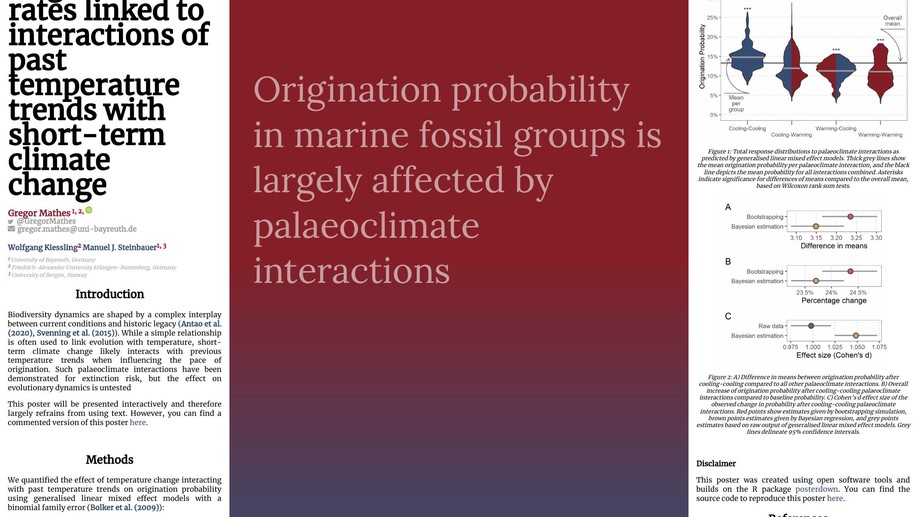 rates linked to
interactions of
past
temperature
trends with
short-term
climate
change
Gregor Mathes 1, 2,
@GregorMathes
gregor.mathes@uni-bayreuth.de
Wolfgang Kiessling2 Manuel J. Steinbauer1, 3
1 University of Bayreuth, Germany
2 Friedrich-Alexander University Erlangen-Nuremberg, Germany
3 University of Bergen, Norway
Introduction
Biodiversity dynamics are shaped by a complex interplay
between current conditions and historic legacy (Antao et al.
(2020), Svenning et al. (2015)). While a simple relationship
is often used to link evolution with temperature, short-
term climate change likely interacts with previous
temperature trends when influencing the pace of
origination. Such palaeoclimate interactions have been
demonstrated for extinction risk, but the effect on
evolutionary dynamics is untested
This poster will be presented interactively and therefore
largely refrains from using text. However, you can find a
commented version of this poster here.
Methods
We quantified the effect of temperature change interacting
with past temperature trends on origination probability
using generalised linear mixed effect models with a
binomial family error (Bolker et al. (2009)):
Origination probability
in marine fossil groups is
largely affected by
palaeoclimate
interactions
Origination Probability
25%
20%
15%
10%
5%
0%
***
***
***
Overall
mean
Mean
per
group
Cooling-Cooling
Cooling-Warming
Warming-Cooling
Warming-Warming
Figure 1: Total response distributions to palaeoclimate interactions as
predicted by generalised linear mixed effect models. Thick grey lines show
the mean origination probability per palaeoclimate interaction, and the black
line depicts the mean probability for all interactions combined. Asterisks
indicate significance for differences of means compared to the overall mean,
based on Wilcoxon rank sum tests.
A
Bootstrapping
Bayesian estimation
3.10 3.15 3.20 3.25 3.30
Difference in means
B
Bootstrapping
Bayesian estimation
23.5% 24% 24.5%
Percentage change
C
Raw data
Bayesian estimation
0.975 1.000 1.025 1.050 1.075
Effect size (Cohen's d)
Figure 2: A) Difference in means between origination probability after
cooling-cooling compared to all other palaeoclimate interactions. B) Overall
increase of origination probability after cooling-cooling palaeoclimate
interactions compared to baseline probability. C) Cohen's d effect size of the
observed change in probability after cooling-cooling palaeoclimate
interactions. Red points show estimates given by bootstrapping simulation,
brown points estimates given by Bayesian regression, and grey points
estimates based on raw output of generalised linear mixed effect models. Grey
lines delineate 95% confidence intervals.
Disclaimer
This poster was created using open software tools and
builds on the R package posterdown. You can find the
source code to reproduce this poster here.